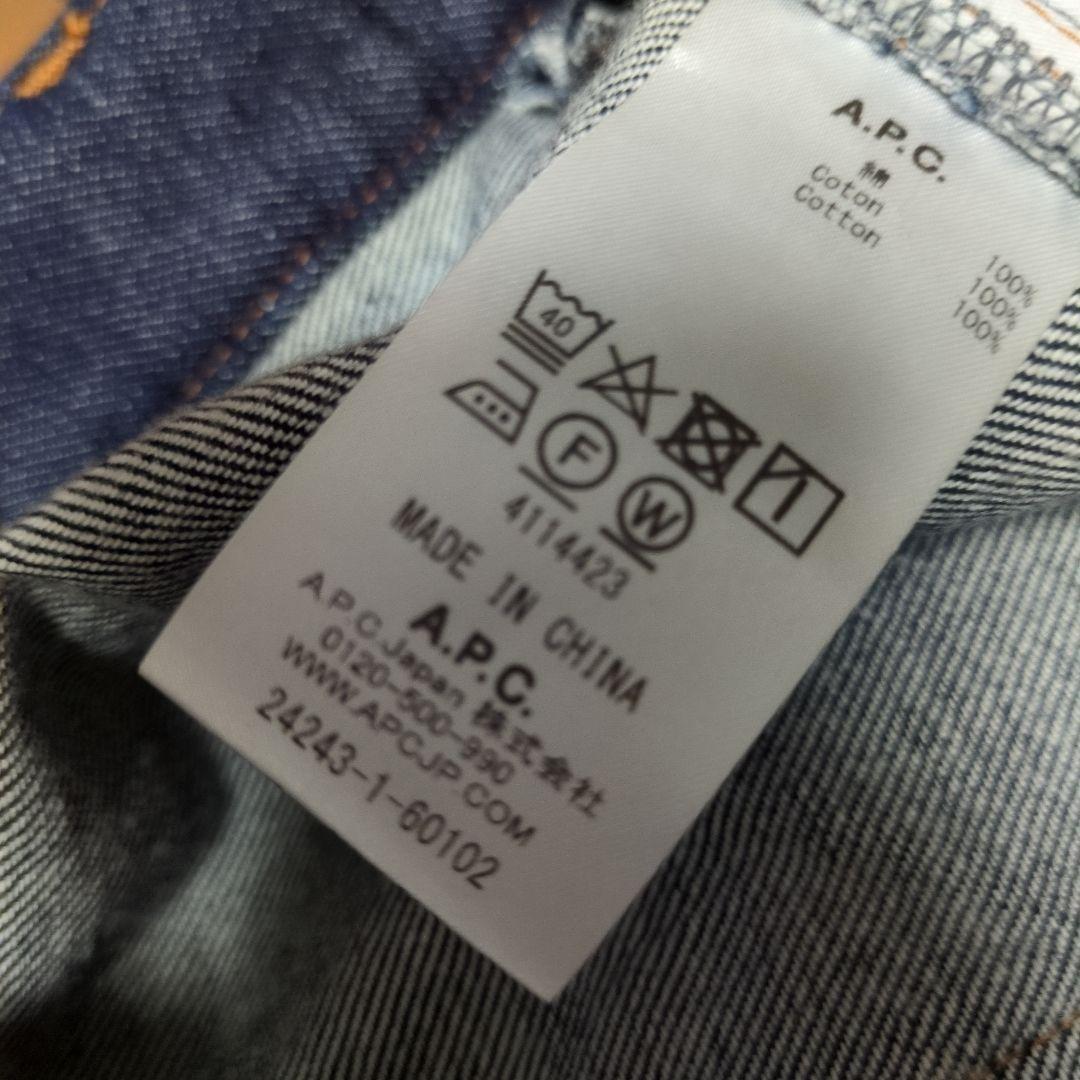 A.P.C.
綿 100%
Coton 100%
Cotton 100%
40
F W
4114423
MADE IN CHINA
A.P.C.
A.P.C.Japan 株式会社
0120-500-990
WWW.APCJP.COM
24243-1-60102